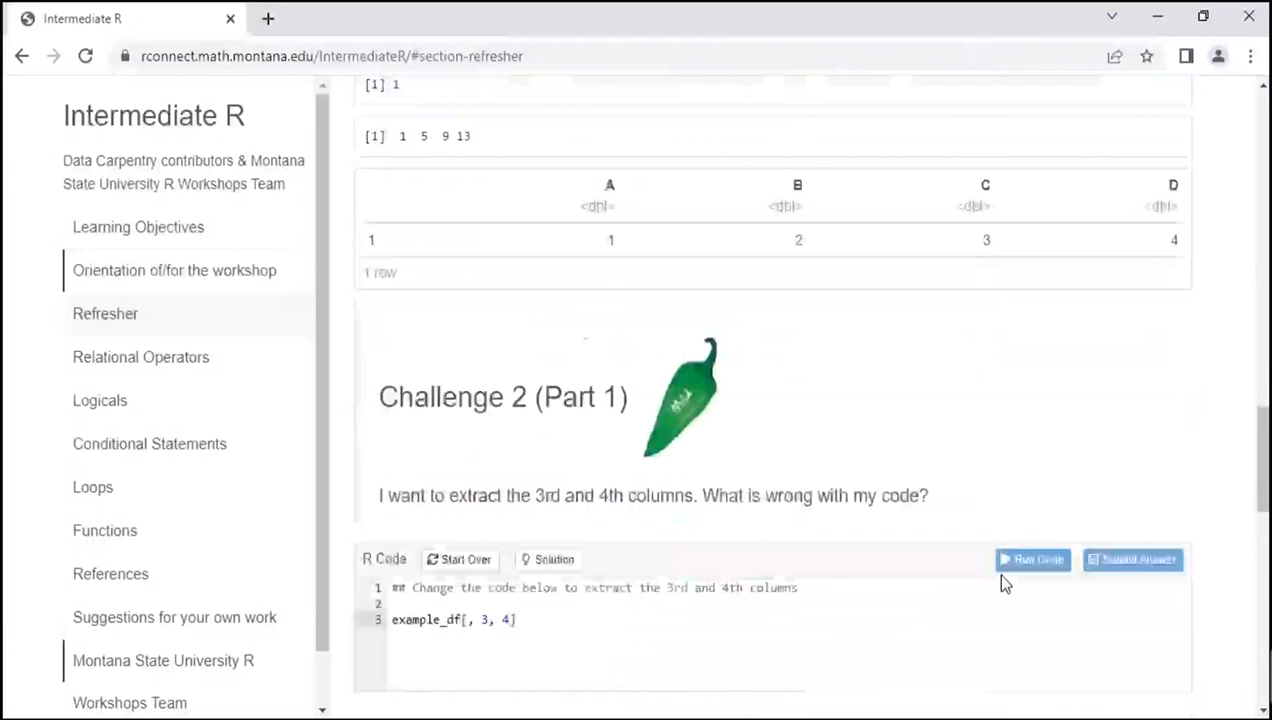 Intermediate R
rconnect.math.montana.edu/IntermediateR/#section-refresher
Intermediate R
Data Carpentry contributors & Montana
State University R Workshops Team
Learning Objectives
Orientation of/for the workshop
Refresher
Relational Operators
Logicals
Conditional Statements
Loops
Functions
References
Suggestions for your own work
Montana State University R
Workshops Team
[1] 1
[1] 1 5 9 13
A B C D
<dbl> <dbl> <dbl> <dbl>
1 1 2 3 4
1 row
Challenge 2 (Part 1)
Mild
I want to extract the 3rd and 4th columns. What is wrong with my code?
R Code Start Over Solution Run Code Submit Answer
1 ## Change the code below to extract the 3rd and 4th columns
2
3 example_df[, 3, 4]